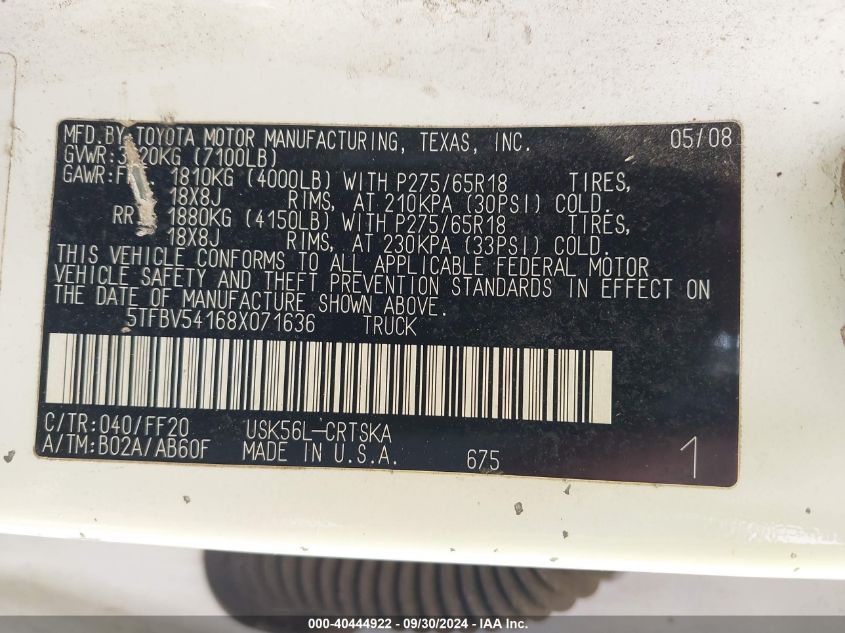 MFD.BY TOYOTA MOTOR MANUFACTURING, TEXAS, INC. 05/08
GVWR: (7100LB)
GAWR: 1810KG (4000LB) WITH P275/65R18 TIRES,
18X8J RIMS, AT 210KPA (30PSI) COLD.
RR 1880KG (4150LB) WITH P275/65R18 TIRES,
18X8J RIMS, AT 230KPA (33PSI) COLD.
THIS VEHICLE CONFORMS TO ALL APPLICABLE FEDERAL MOTOR
VEHICLE SAFETY AND THEFT PREVENTION STANDARDS IN EFFECT ON
THE DATE OF MANUFACTURE SHOWN ABOVE.
5TFBV54168X071636 TRUCK
C/TR:040/FF20 USK56L-CRTSKA
A/TM:B02A/AB60F MADE IN U.S.A. 675 1
000-40444922 - 09/30/2024 - IAA Inc.